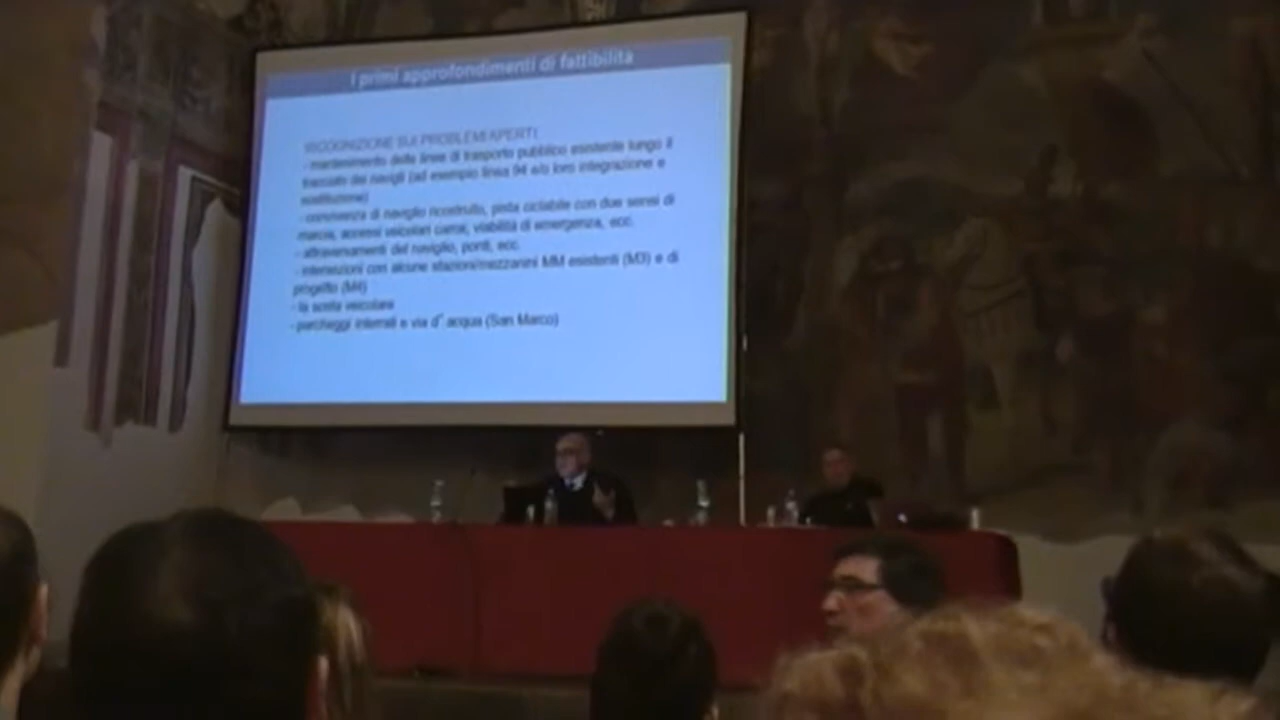 I primi approfondimenti di fattibilità
RICOGNIZIONE SUI PROBLEMI APERTI:
- mantenimento delle linee di trasporto pubblico esistente lungo il
tracciato dei navigli (ad esempio linea 94 e/o loro integrazione e
sostituzione)
- convivenza di naviglio ricostruito, pista ciclabile con due sensi di
marcia, accessi veicolari carrai, viabilità di emergenza, ecc.
- attraversamenti del naviglio, ponti, ecc.
- intersezioni con alcune stazioni/mezzanini MM esistenti (M3) e di
progetto (M4)
- la sosta veicolare
- parcheggi interrati e via d' acqua (San Marco)